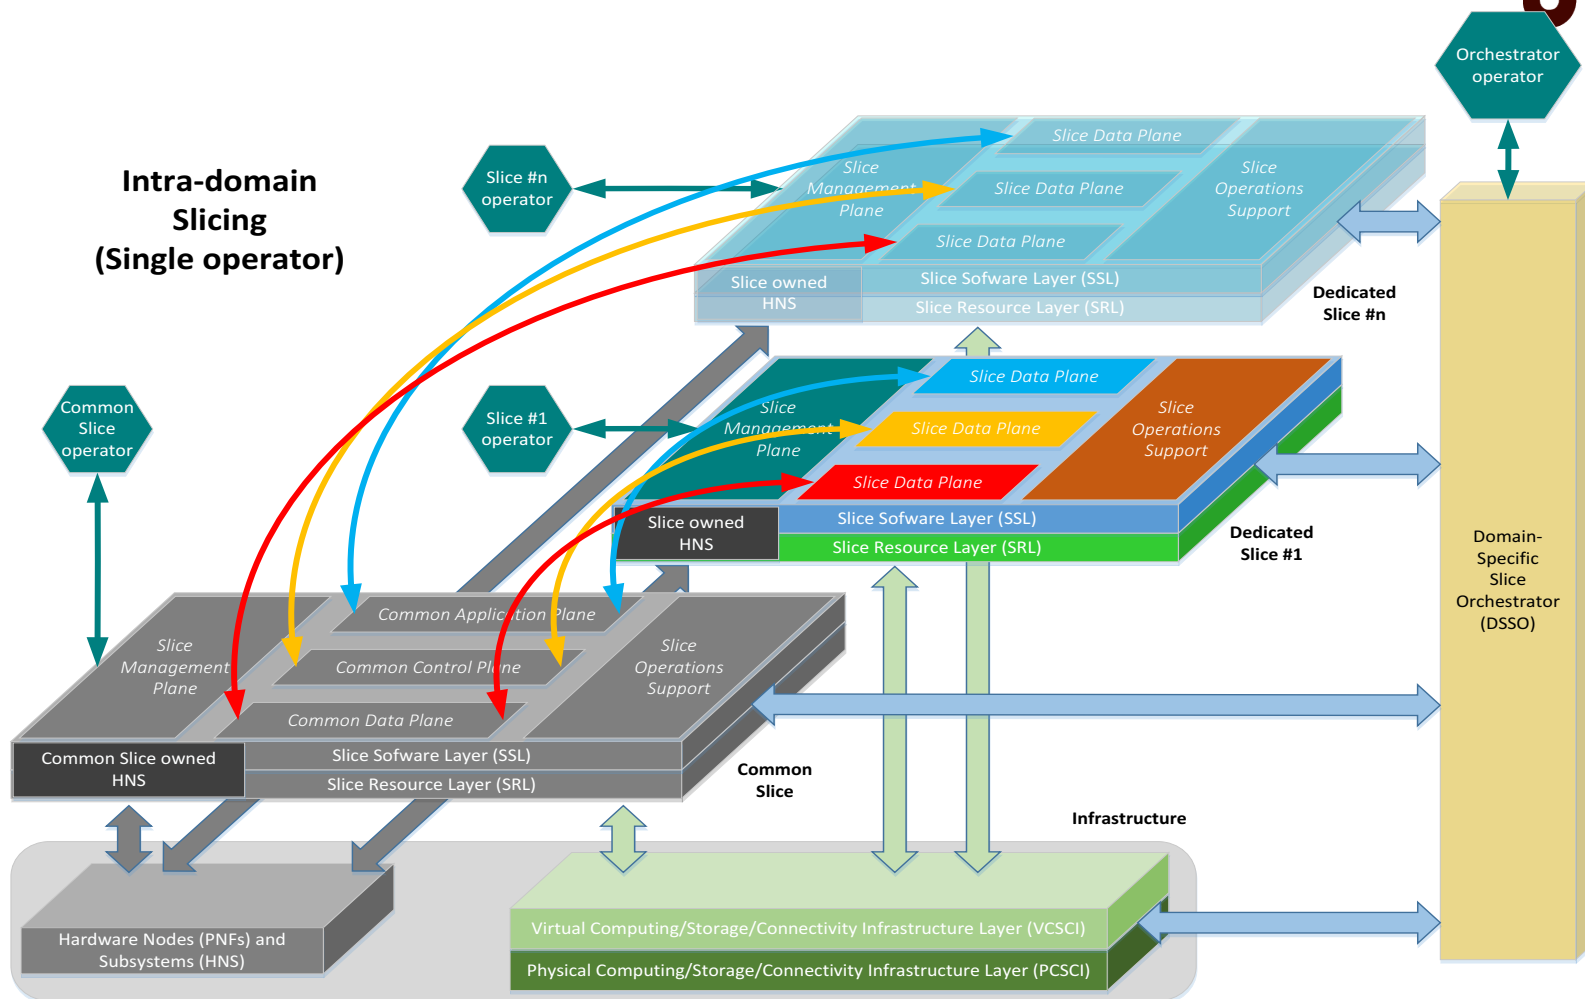 Orchestrator
operator
Intra-domain
Slicing
(Single operator)
Slice #n
operator
Slice
Management
Plane
Slice Data Plane
Slice Data Plane
Slice Data Plane
Slice
Operations
Support
Slice owned
HNS
Slice Sofware Layer (SSL)
Slice Resource Layer (SRL)
Dedicated
Slice #n
Common
Slice
operator
Slice #1
operator
Slice
Management
Plane
Slice Data Plane
Slice Data Plane
Slice Data Plane
Slice
Operations
Support
Slice owned
HNS
Slice Sofware Layer (SSL)
Slice Resource Layer (SRL)
Dedicated
Slice #1
Domain-
Specific
Slice
Orchestrator
(DSSO)
Slice
Management
Plane
Common Application Plane
Common Control Plane
Common Data Plane
Slice
Operations
Support
Common Slice owned
HNS
Slice Sofware Layer (SSL)
Slice Resource Layer (SRL)
Common
Slice
Infrastructure
Hardware Nodes (PNFs) and
Subsystems (HNS)
Virtual Computing/Storage/Connectivity Infrastructure Layer (VCSCI)
Physical Computing/Storage/Connectivity Infrastructure Layer (PCSCI)